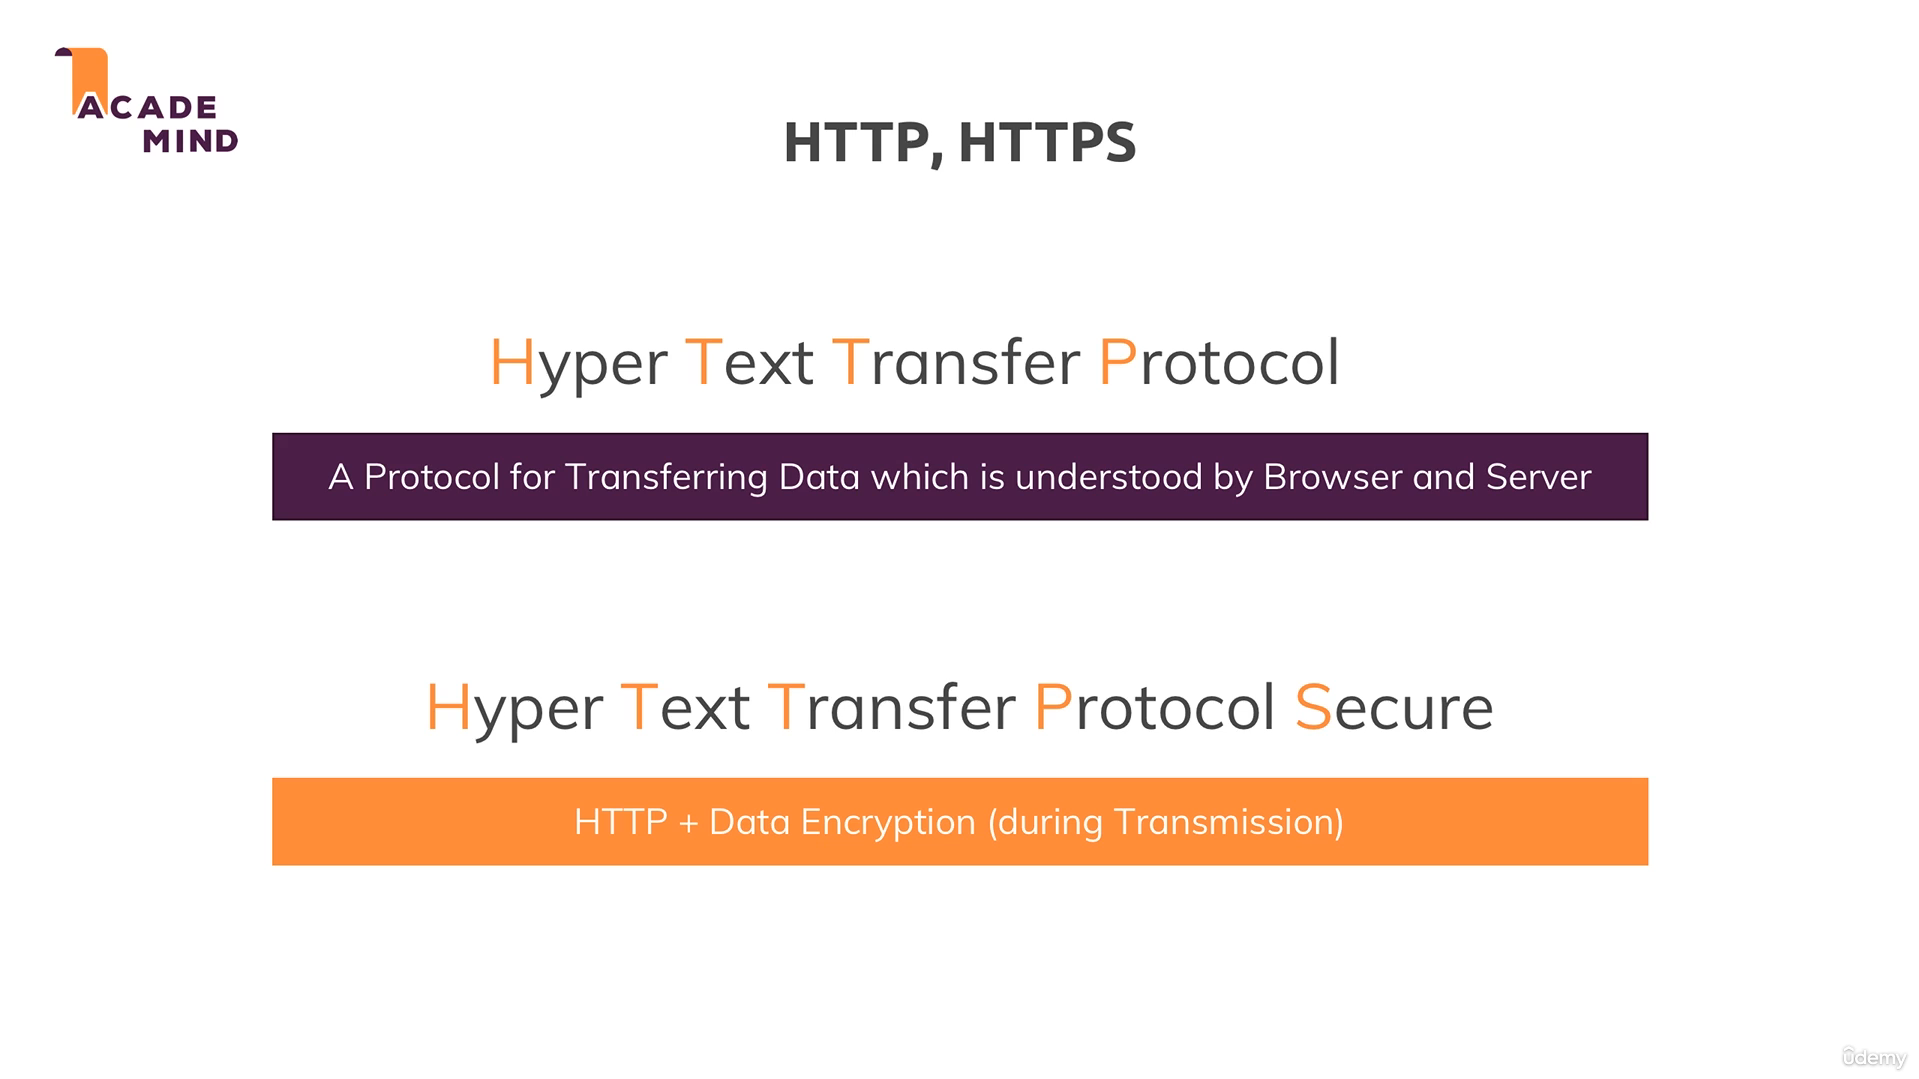 ACADE
MIND
HTTP, HTTPS
Hyper Text Transfer Protocol
A Protocol for Transferring Data which is understood by Browser and Server
Hyper Text Transfer Protocol Secure
HTTP + Data Encryption (during Transmission)
ûdemy